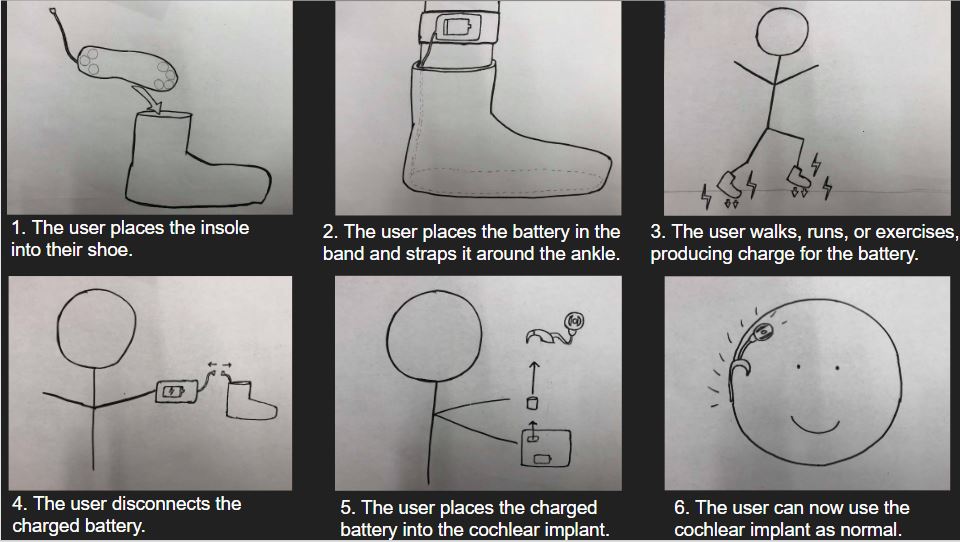 1. The user places the insole
into their shoe.
2. The user places the battery in the
band and straps it around the ankle.
3. The user walks, runs, or exercises,
producing charge for the battery.
4. The user disconnects the
charged battery.
5. The user places the charged
battery into the cochlear implant.
6. The user can now use the
cochlear implant as normal.